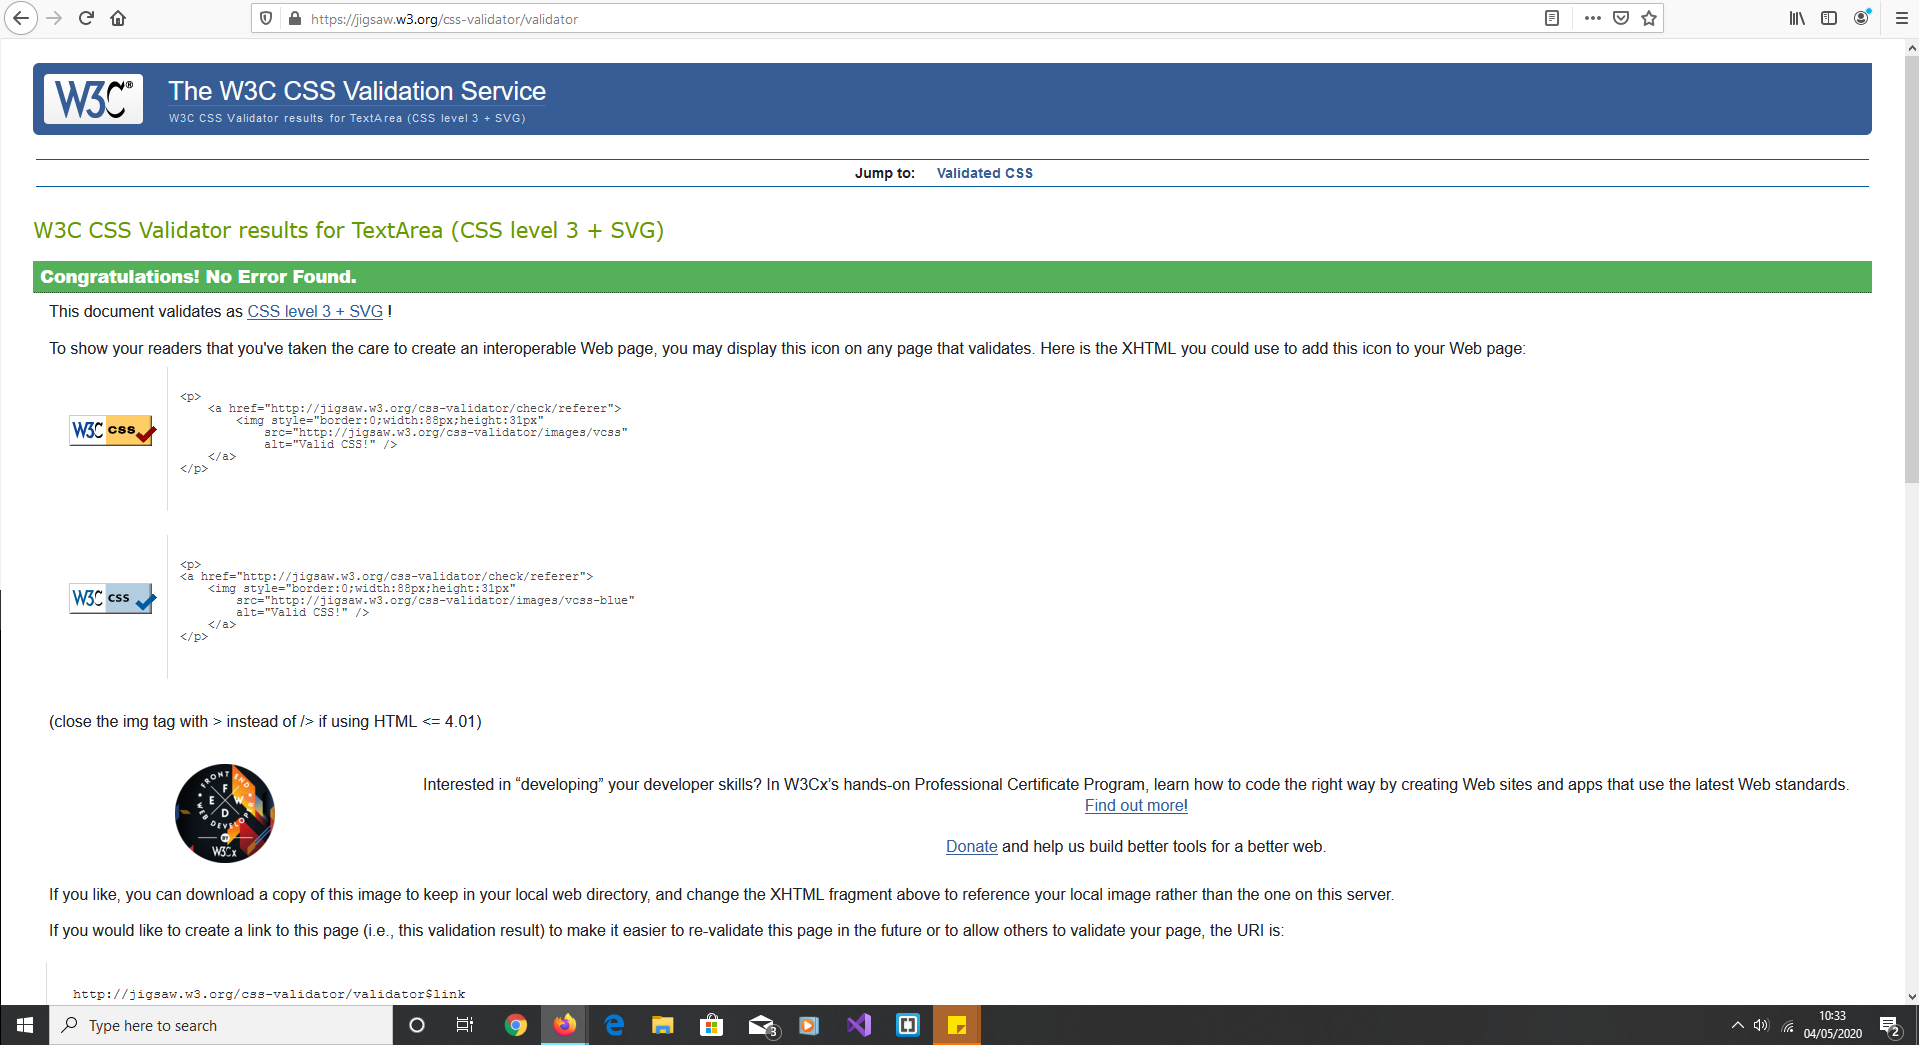 https://jigsaw.w3.org/css-validator/validator
W3C®
The W3C CSS Validation Service
W3C CSS Validator results for TextArea (CSS level 3 + SVG)
Jump to: Validated CSS
W3C CSS Validator results for TextArea (CSS level 3 + SVG)
Congratulations! No Error Found.
This document validates as CSS level 3 + SVG !
To show your readers that you've taken the care to create an interoperable Web page, you may display this icon on any page that validates. Here is the XHTML you could use to add this icon to your Web page:
W3C css
<p>
<a href="http://jigsaw.w3.org/css-validator/check/referer">
<img style="border:0;width:88px;height:31px"
src="http://jigsaw.w3.org/css-validator/images/vcss"
alt="Valid CSS!" />
</a>
</p>
W3C css
<p>
<a href="http://jigsaw.w3.org/css-validator/check/referer">
<img style="border:0;width:88px;height:31px"
src="http://jigsaw.w3.org/css-validator/images/vcss-blue"
alt="Valid CSS!" />
</a>
</p>
(close the img tag with > instead of /> if using HTML <= 4.01)
FRONT END
F E W D
WEB DEVELOPER
W3Cx
Interested in “developing” your developer skills? In W3Cx’s hands-on Professional Certificate Program, learn how to code the right way by creating Web sites and apps that use the latest Web standards.
Find out more!
Donate and help us build better tools for a better web.
If you like, you can download a copy of this image to keep in your local web directory, and change the XHTML fragment above to reference your local image rather than the one on this server.
If you would like to create a link to this page (i.e., this validation result) to make it easier to re-validate this page in the future or to allow others to validate your page, the URI is:
http://jigsaw.w3.org/css-validator/validator$link
Type here to search
3
10:33
04/05/2020
2